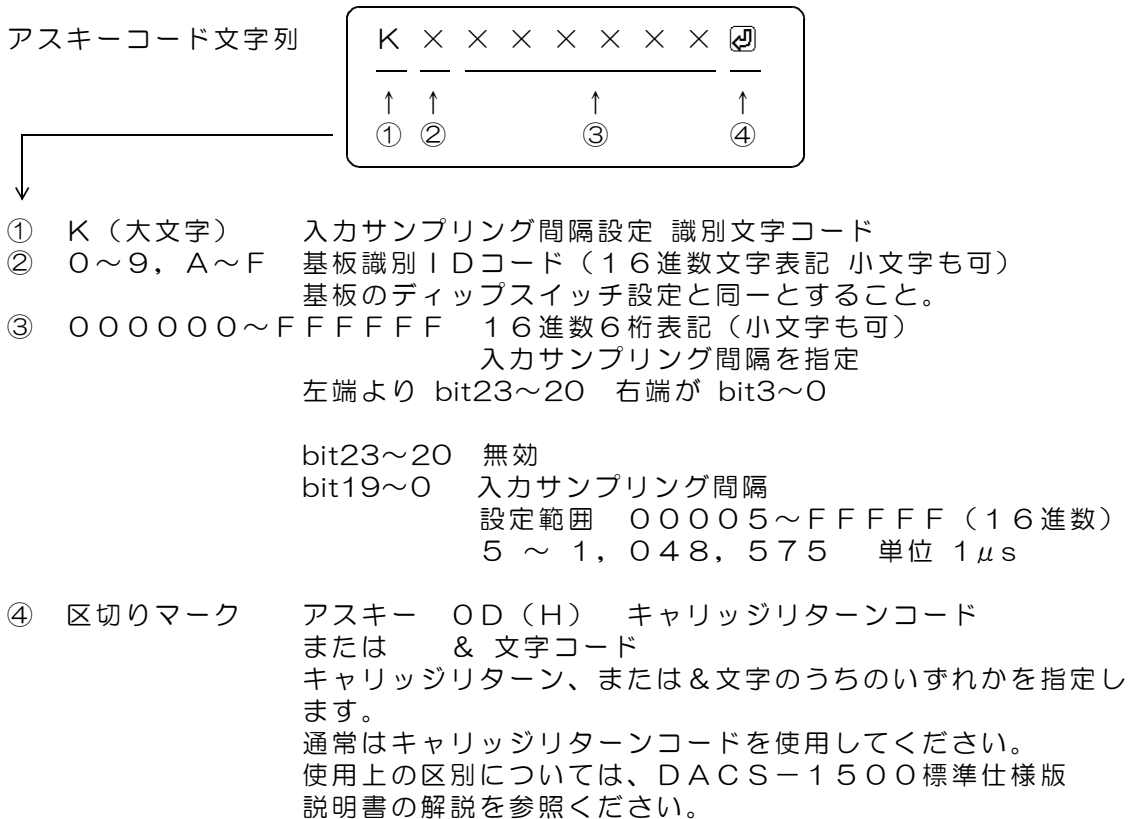 アスキーコード文字列　Ｋ × × × × × × × ↵
↑ ↑ ↑ ↑
① ② ③ ④
①　Ｋ（大文字）　入力サンプリング間隔設定 識別文字コード
②　０～９，Ａ～Ｆ　基板識別ＩＤコード（１６進数文字表記 小文字も可）
基板のディップスイッチ設定と同一とすること。
③　００００００～ＦＦＦＦＦＦ　１６進数６桁表記（小文字も可）
入力サンプリング間隔を指定
左端より bit23～20　右端が bit3～0
bit23～20　無効
bit19～0　入力サンプリング間隔
設定範囲　００００５～ＦＦＦＦＦ（１６進数）
５ ～ １，０４８，５７５　単位 １μｓ
④　区切りマーク　アスキー　０Ｄ（Ｈ）　キャリッジリターンコード
または　＆ 文字コード
キャリッジリターン、または＆文字のうちのいずれかを指定し
ます。
通常はキャリッジリターンコードを使用してください。
使用上の区別については、ＤＡＣＳ－１５００標準仕様版
説明書の解説を参照ください。